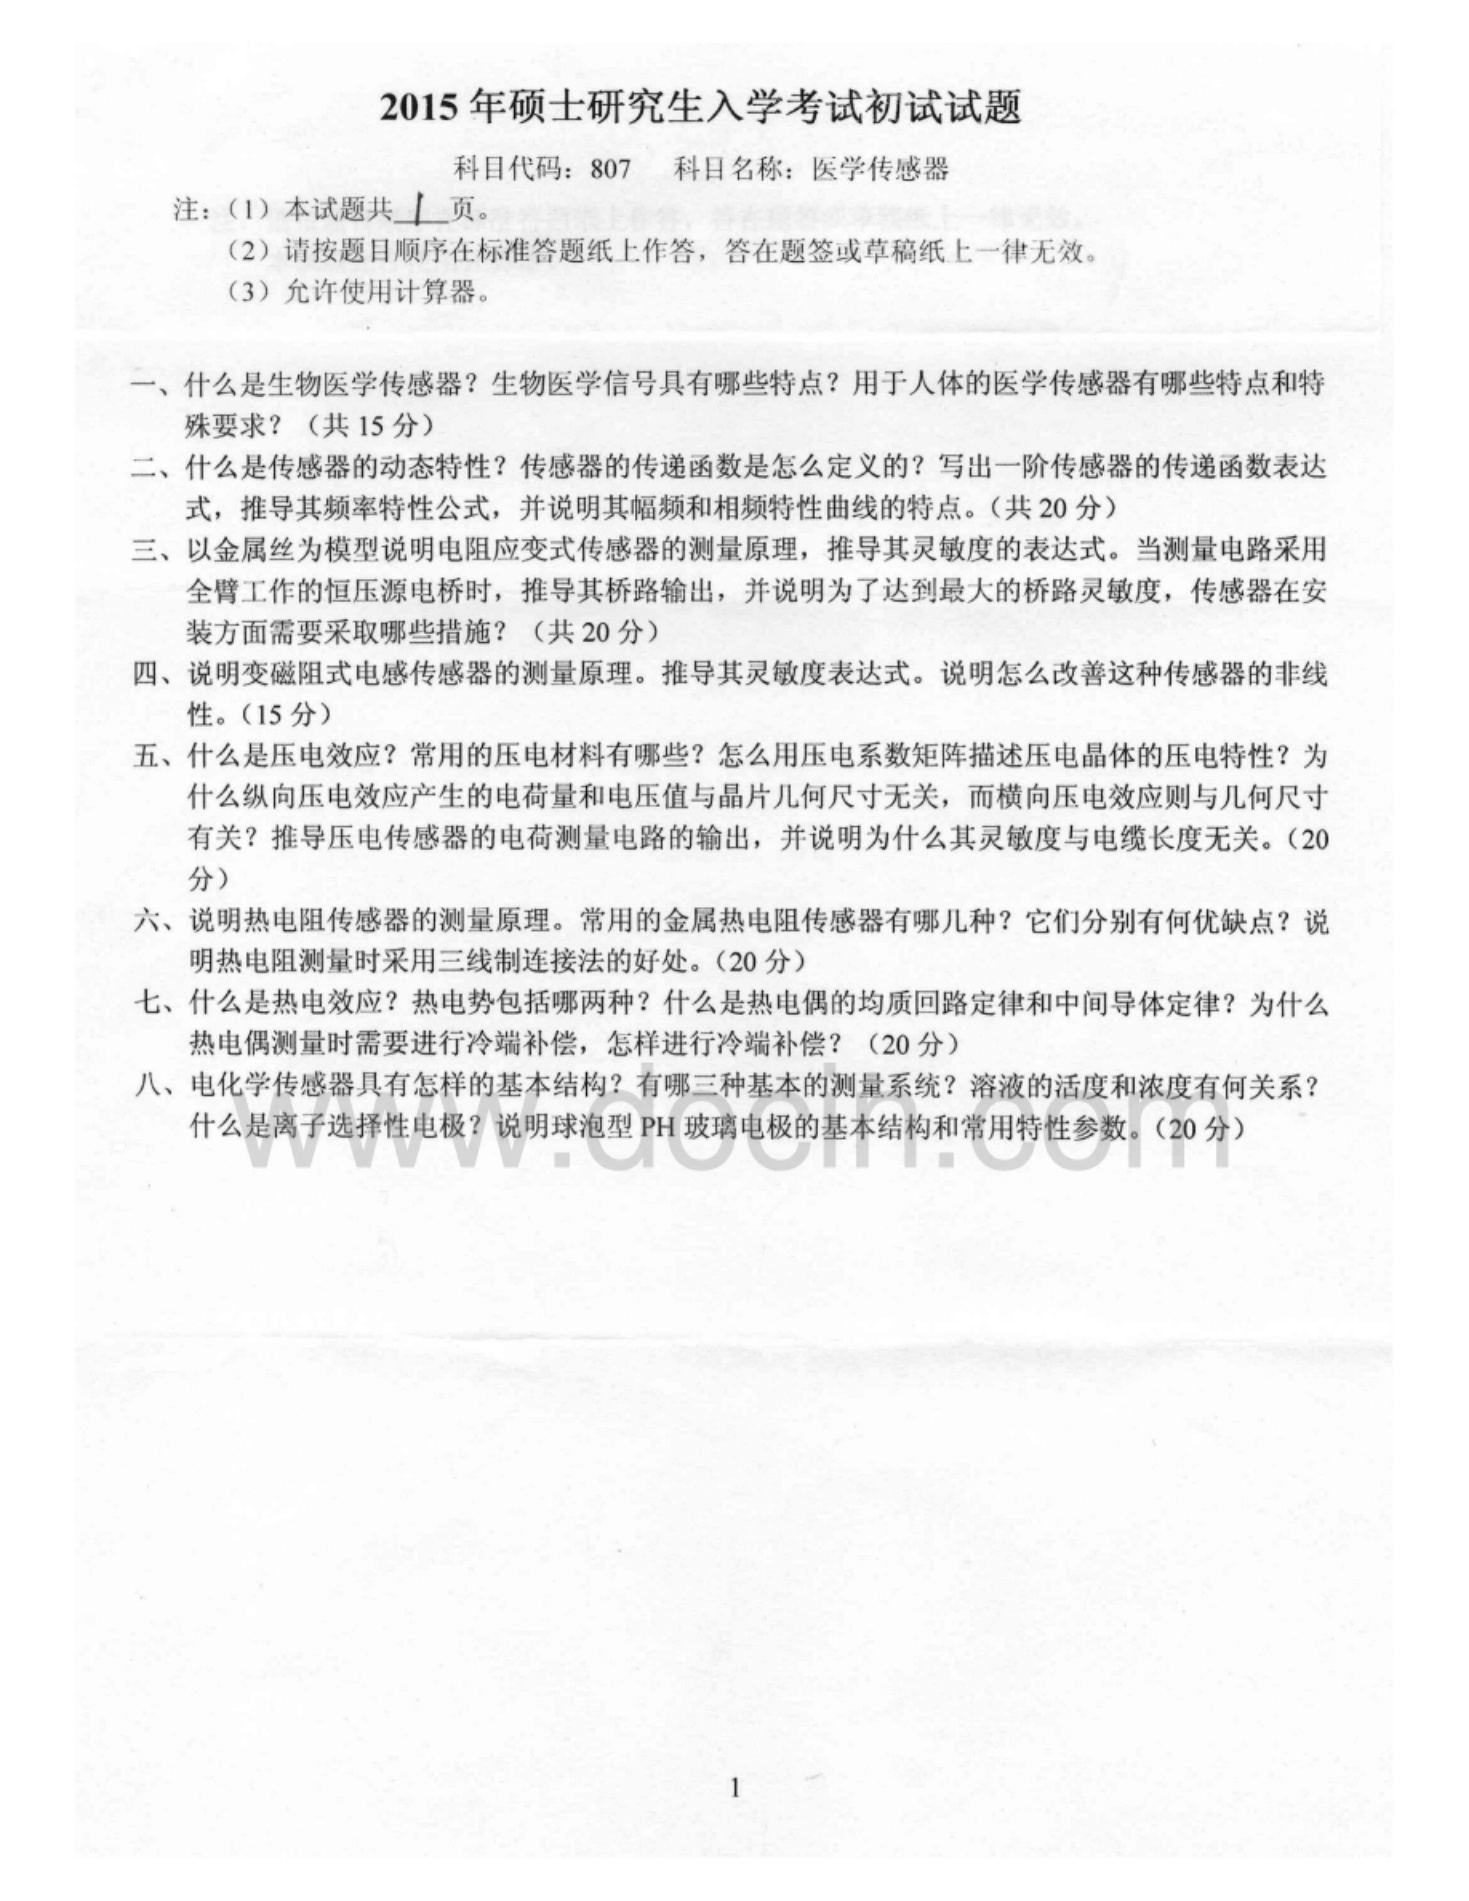 2015 年硕士研究生入学考试初试试题
科目代码：807 科目名称：医学传感器
注：（1）本试题共 1 页。
（2）请按题目顺序在标准答题纸上作答，答在题签或草稿纸上一律无效。
（3）允许使用计算器。
一、什么是生物医学传感器？生物医学信号具有哪些特点？用于人体的医学传感器有哪些特点和特
殊要求？（共 15 分）
二、什么是传感器的动态特性？传感器的传递函数是怎么定义的？写出一阶传感器的传递函数表达
式，推导其频率特性公式，并说明其幅频和相频特性曲线的特点。（共 20 分）
三、以金属丝为模型说明电阻应变式传感器的测量原理，推导其灵敏度的表达式。当测量电路采用
全臂工作的恒压源电桥时，推导其桥路输出，并说明为了达到最大的桥路灵敏度，传感器在安
装方面需要采取哪些措施？（共 20 分）
四、说明变磁阻式电感传感器的测量原理。推导其灵敏度表达式。说明怎么改善这种传感器的非线
性。（15 分）
五、什么是压电效应？常用的压电材料有哪些？怎么用压电系数矩阵描述压电晶体的压电特性？为
什么纵向压电效应产生的电荷量和电压值与晶片几何尺寸无关，而横向压电效应则与几何尺寸
有关？推导压电传感器的电荷测量电路的输出，并说明为什么其灵敏度与电缆长度无关。（20
分）
六、说明热电阻传感器的测量原理。常用的金属热电阻传感器有哪几种？它们分别有何优缺点？说
明热电阻测量时采用三线制连接法的好处。（20 分）
七、什么是热电效应？热电势包括哪两种？什么是热电偶的均质回路定律和中间导体定律？为什么
热电偶测量时需要进行冷端补偿，怎样进行冷端补偿？（20 分）
八、电化学传感器具有怎样的基本结构？有哪三种基本的测量系统？溶液的活度和浓度有何关系？
什么是离子选择性电极？说明球泡型 PH 玻璃电极的基本结构和常用特性参数。（20 分）
www.docin.com
1